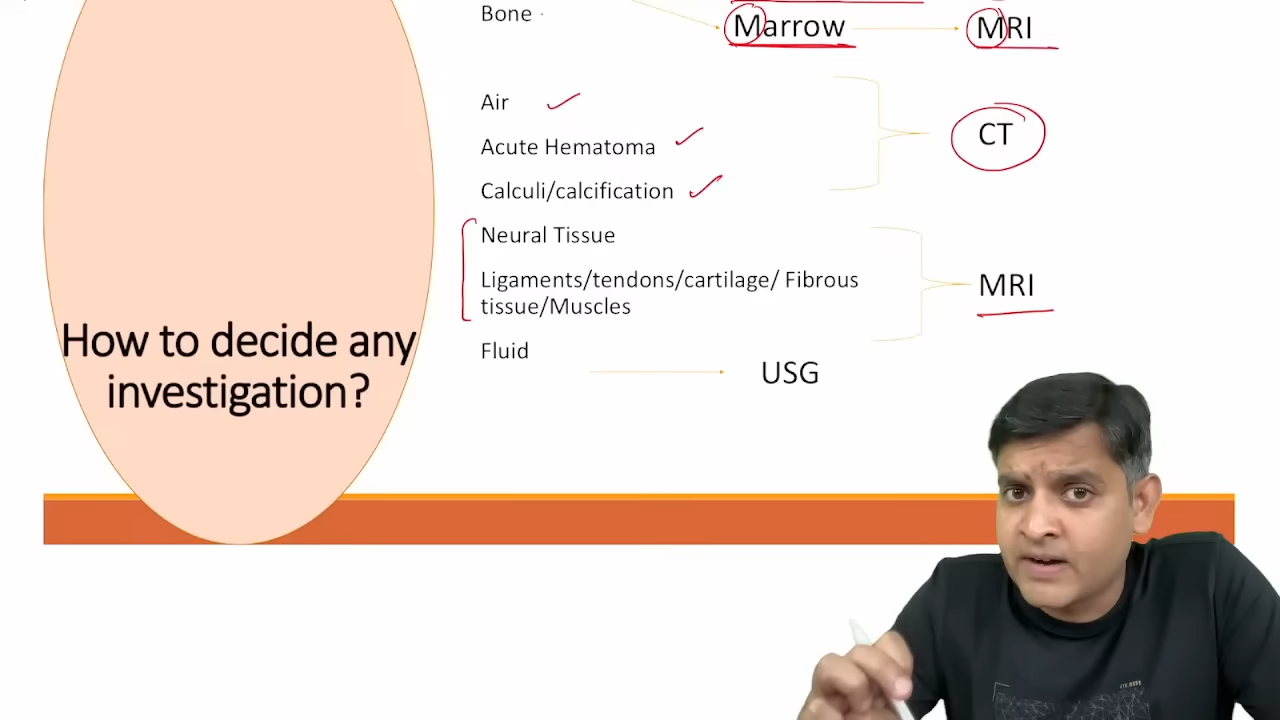 Bone
Marrow
MRI
Air
Acute Hematoma
CT
Calculi/calcification
Neural Tissue
Ligaments/tendons/cartilage/ Fibrous
tissue/Muscles
MRI
Fluid
USG
How to decide any
investigation?